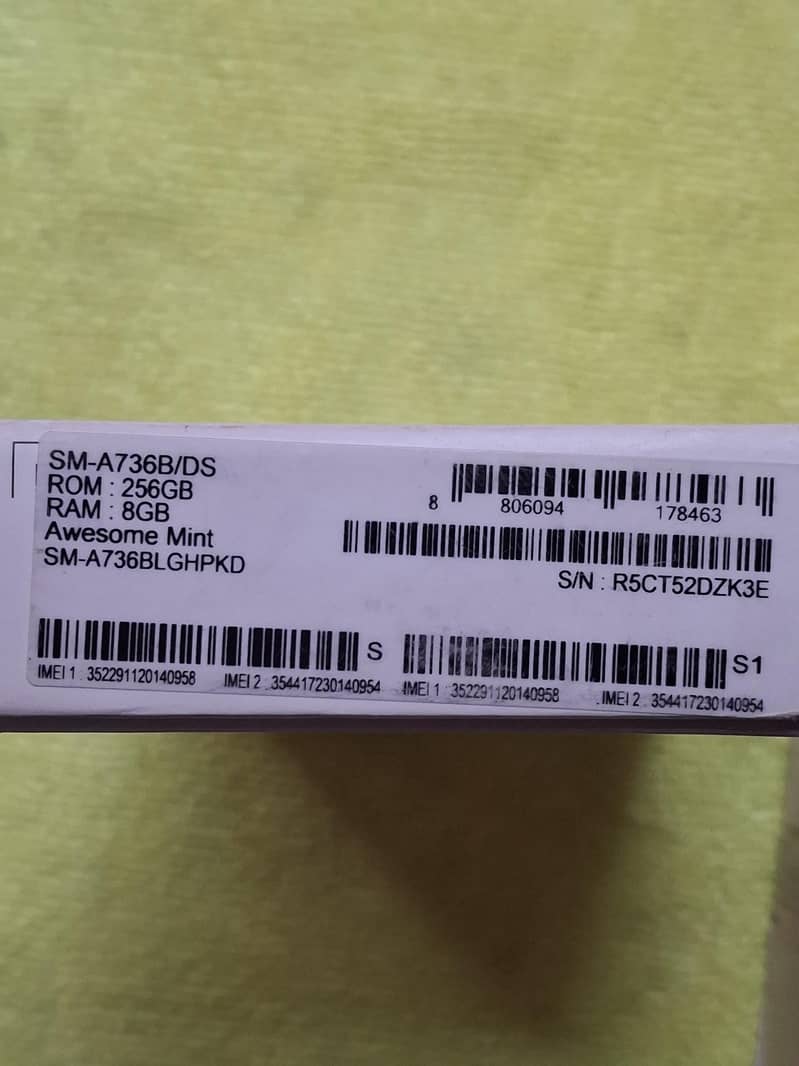 SM-A736B/DS
ROM : 256GB
RAM : 8GB
Awesome Mint
SM-A736BLGHPKD
8 806094 178463
S/N : R5CT52DZK3E
S
IMEI 1 : 352291120140958 IMEI 2 : 354417230140954
S1
IMEI 1 : 352291120140958 IMEI 2 : 354417230140954